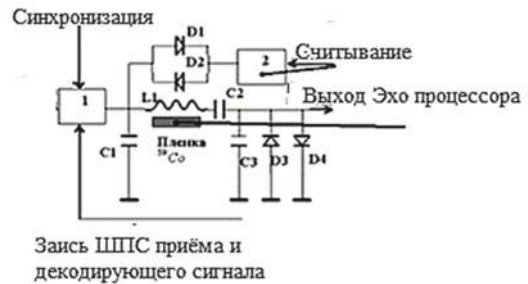 Синхронизация
D1
D2
2
Считывание
1
L1
C2
Выход Эхо процессора
C1
Пленка
⁵⁹Co
C3
D3
D4
Заись ШПС приёма и
декодирующего сигнала